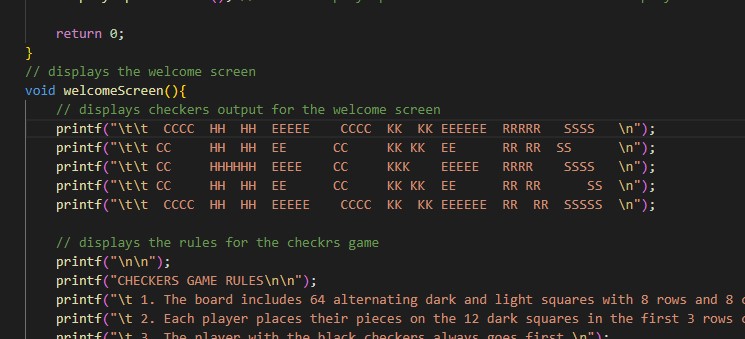 return 0;
}
// displays the welcome screen
void welcomeScreen(){
// displays checkers output for the welcome screen
printf("\t\t  CCCC  HH  HH  EEEEE    CCCC  KK  KK EEEEEE  RRRRR   SSSS   \n");
printf("\t\t CC     HH  HH  EE      CC     KK KK  EE      RR RR  SS      \n");
printf("\t\t CC     HHHHHH  EEEE    CC     KKK     EEEEE  RRRR    SSSS   \n");
printf("\t\t CC     HH  HH  EE      CC     KK KK  EE      RR RR      SS  \n");
printf("\t\t  CCCC  HH  HH  EEEEE    CCCC  KK  KK EEEEEE  RR  RR  SSSSS  \n");
// displays the rules for the checkrs game
printf("\n\n");
printf("CHECKERS GAME RULES\n\n");
printf("\t 1. The board includes 64 alternating dark and light squares with 8 rows and 8
printf("\t 2. Each player places their pieces on the 12 dark squares in the first 3 rows
printf("\t 3. The player with the black checkers always goes first.\n");